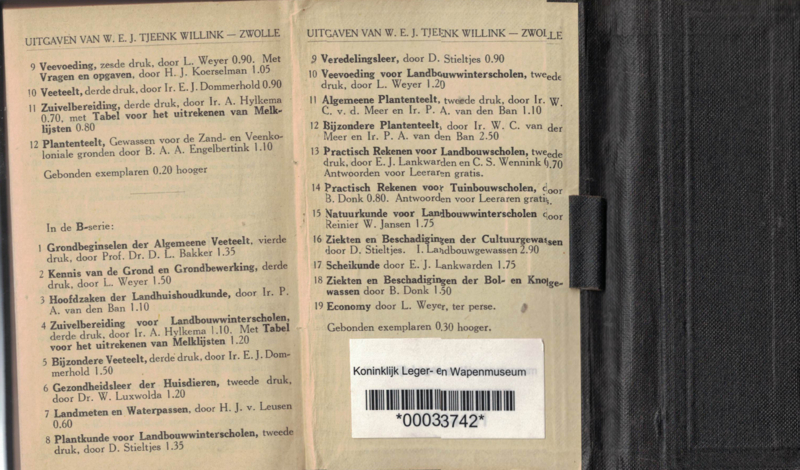 UITGAVEN VAN W. E. J. TJEENK WILLINK — ZWOLLE
9 Veevoeding, zesde druk, door L. Weyer 0.90. Met
Vragen en opgaven, door H. J. Koerselman 1.05
10 Veeteelt, derde druk, door Ir. E. J. Dommerhold 0.90
11 Zuivelbereiding, derde druk, door Ir. A. Hylkema
0.70, met Tabel voor het uitrekenen van Melk-
lijsten 0.80
12 Plantenteelt, Gewassen voor de Zand- en Veenko-
loniale gronden door B. A. A. Engelbertink 1.10
Gebonden exemplaren 0.20 hooger
In de B-serie:
1 Grondbeginselen der Algemeene Veeteelt, vierde
druk, door Prof. Dr. D. L. Bakker 1.35
2 Kennis van de Grond en Grondbewerking, derde
druk, door L. Weyer 1.50
3 Hoofdzaken der Landhuishoudkunde, door Ir. P.
A. van den Ban 1.10
4 Zuivelbereiding voor Landbouwwinterscholen,
derde druk, door Ir. A. Hylkema 1.10. Met Tabel
voor het uitrekenen van Melklijsten 1.20
5 Bijzondere Veeteelt, derde druk, door Ir. E. J. Dom-
merhold 1.50
6 Gezondheidsleer der Huisdieren, tweede druk,
door Dr. W. Luxwolda 1.20
7 Landmeten en Waterpassen, door H. J. v. Leusen
0.60
8 Plantkunde voor Landbouwwinterscholen, tweede
druk, door D. Stieltjes 1.35
UITGAVEN VAN W. E. J. TJEENK WILLINK — ZWOLLE
9 Veredelingsleer, door D. Stieltjes 0.90
10 Veevoeding voor Landbouwwinterscholen, tweede
druk, door L. Weyer 1.20
11 Algemeene Plantenteelt, tweede druk, door Ir. W.
C. v. d. Meer en Ir. P. A. van den Ban 1.10
12 Bijzondere Plantenteelt, door Ir. W. C. van der
Meer en Ir. P. A. van den Ban 2.50
13 Practisch Rekenen voor Landbouwscholen, tweede
druk, door E. J. Lankwarden en C. S. Wennink 0.70
Antwoorden voor Leeraren gratis.
14 Practisch Rekenen voor Tuinbouwscholen, door
B. Donk 0.80. Antwoorden voor Leeraren gratis.
15 Natuurkunde voor Landbouwwinterscholen door
Reinier W. Jansen 1.75
16 Ziekten en Beschadigingen der Cultuurgewassen
door D. Stieltjes. I. Landbouwgewassen 2.90
17 Scheikunde door E. J. Lankwarden 1.75
18 Ziekten en Beschadigingen der Bol- en Knolge-
wassen door B. Donk 1.50
19 Economy door L. Weyer, ter perse.
Gebonden exemplaren 0.30 hooger.
Koninklijk Leger- en Wapenmuseum
*00033742*